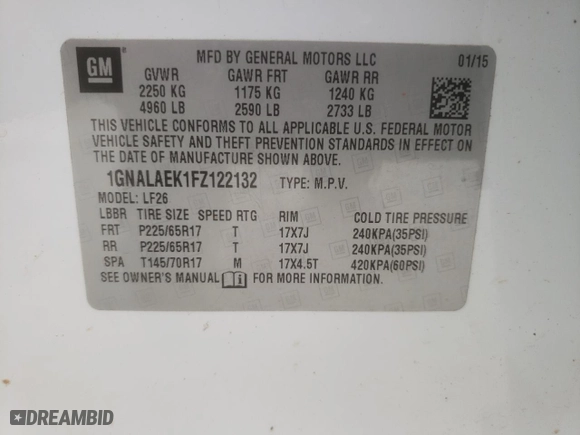 GM
MFD BY GENERAL MOTORS LLC 01/15
GVWR GAWR FRT GAWR RR
2250 KG 1175 KG 1240 KG
4960 LB 2590 LB 2733 LB
THIS VEHICLE CONFORMS TO ALL APPLICABLE U.S. FEDERAL MOTOR
VEHICLE SAFETY AND THEFT PREVENTION STANDARDS IN EFFECT ON
THE DATE OF MANUFACTURE SHOWN ABOVE.
1GNALAEK1FZ122132 TYPE: M.P.V.
MODEL: LF26
LBBR TIRE SIZE SPEED RTG RIM COLD TIRE PRESSURE
FRT P225/65R17 T 17X7J 240KPA(35PSI)
RR P225/65R17 T 17X7J 240KPA(35PSI)
SPA T145/70R17 M 17X4.5T 420KPA(60PSI)
SEE OWNER'S MANUAL FOR MORE INFORMATION.
DREAMBID